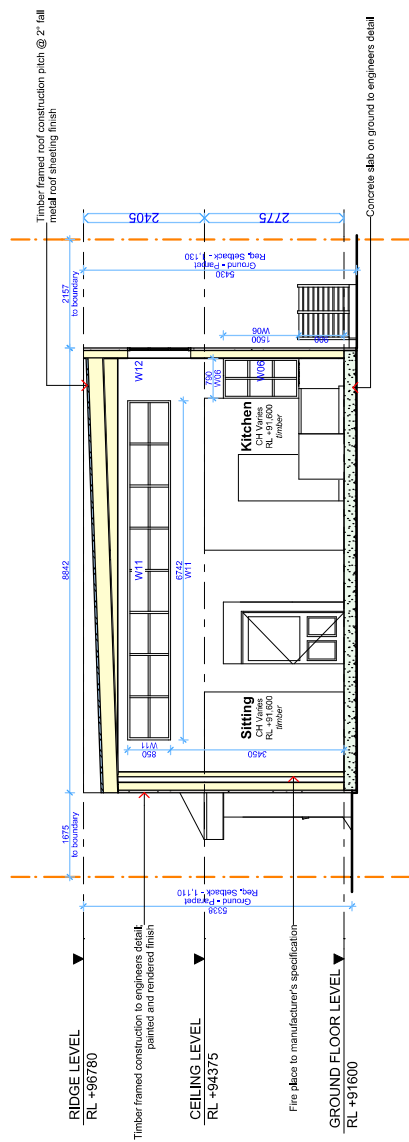 Timber framed roof construction pitch @ 2° fall
metal roof sheeting finish
Concrete slab on ground to engineers detail
2405
2775
2157
to boundary
Ground - Parpet
Req. Setback - 1,130
5430
W06
1500
900
W12
790
W06
W06
Kitchen
CH Varies
RL +91,600
timber
8842
W11
6742
W11
Sitting
CH Varies
RL +91,600
timber
850
W11
3450
1675
to boundary
Ground - Parapet
Req. Setback - 1,110
5338
Timber framed construction to engineers detail;
painted and rendered finish
Fire place to manufacturer's specification
RIDGE LEVEL
RL +96780
CEILING LEVEL
RL +94375
GROUND FLOOR LEVEL
RL +91600